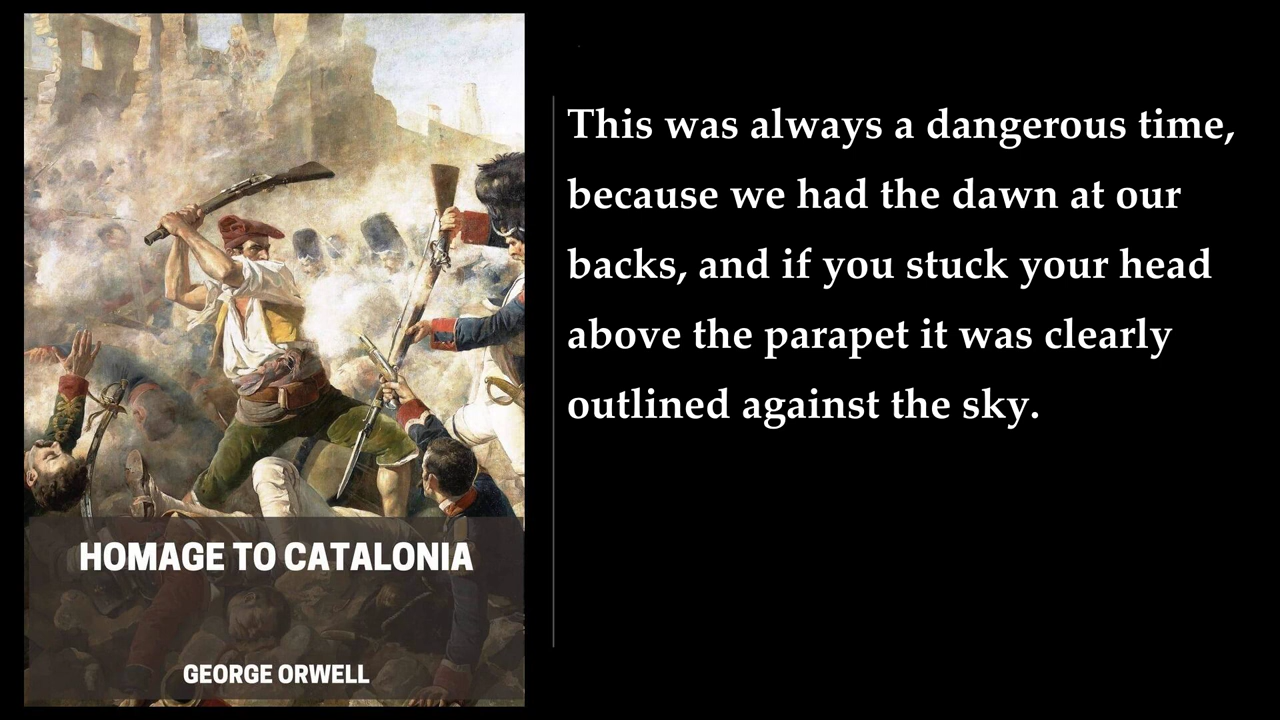 This was always a dangerous time,
because we had the dawn at our
backs, and if you stuck your head
above the parapet it was clearly
outlined against the sky.
HOMAGE TO CATALONIA
GEORGE ORWELL